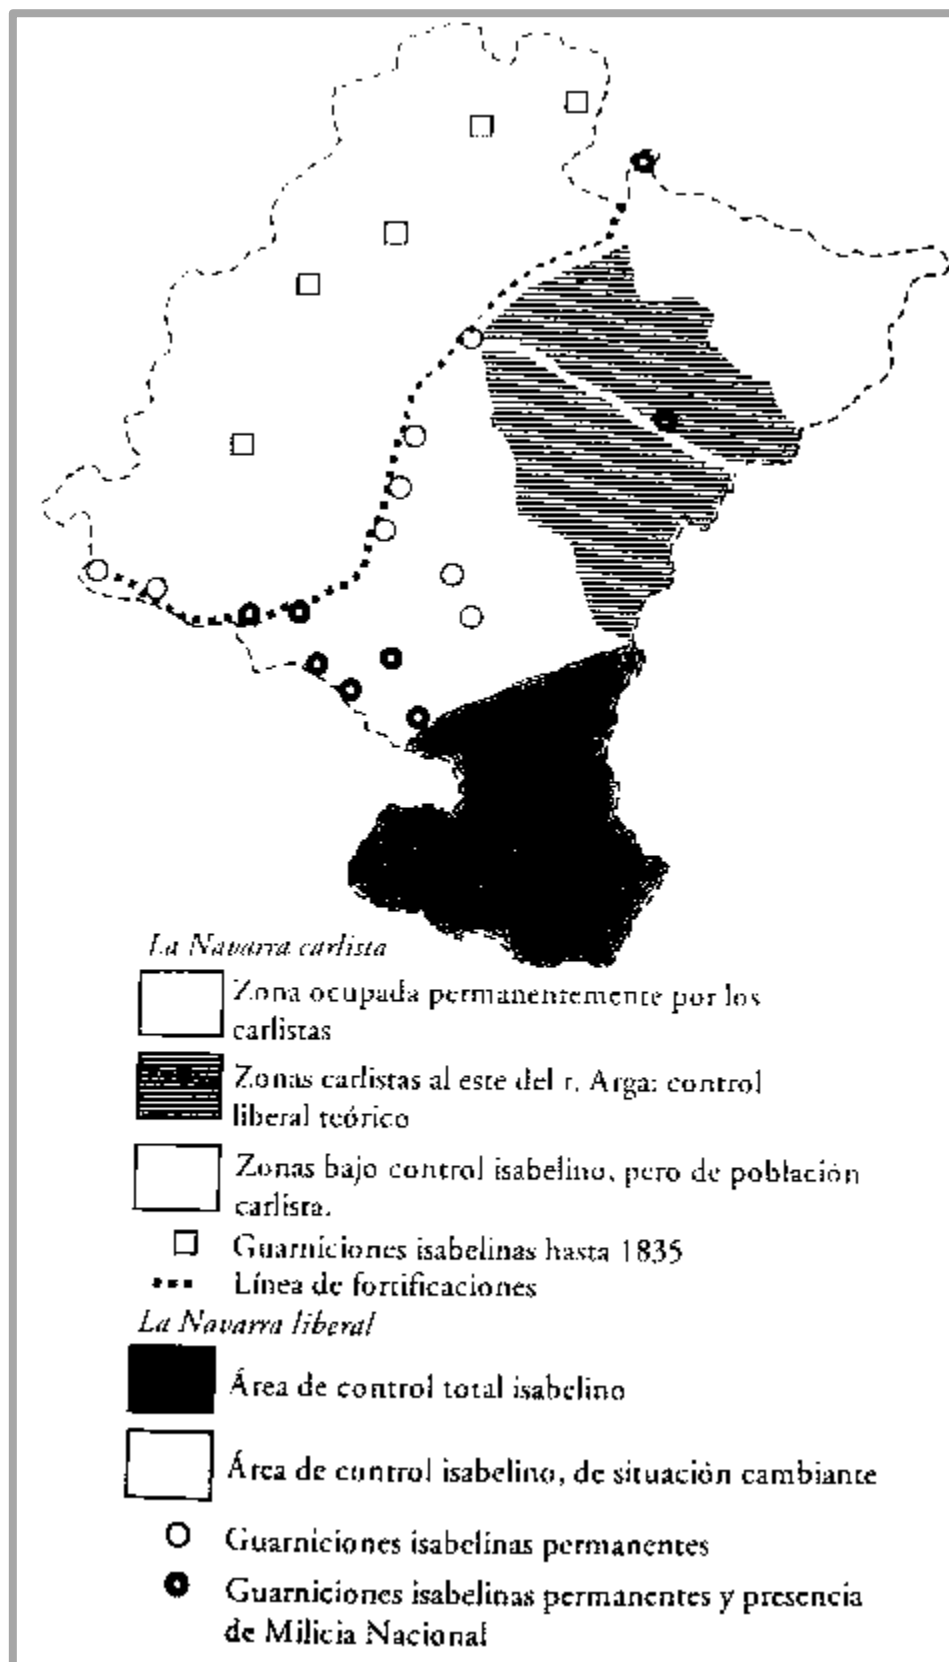 La Navarra carlista
Zona ocupada permanentemente por los
carlistas
Zonas carlistas al este del r. Arga: control
liberal teórico
Zonas bajo control isabelino, pero de población
carlista.
Guarniciones isabelinas hasta 1835
Línea de fortificaciones
La Navarra liberal
Área de control total isabelino
Área de control isabelino, de situación cambiante
Guarniciones isabelinas permanentes
Guarniciones isabelinas permanentes y presencia
de Milicia Nacional